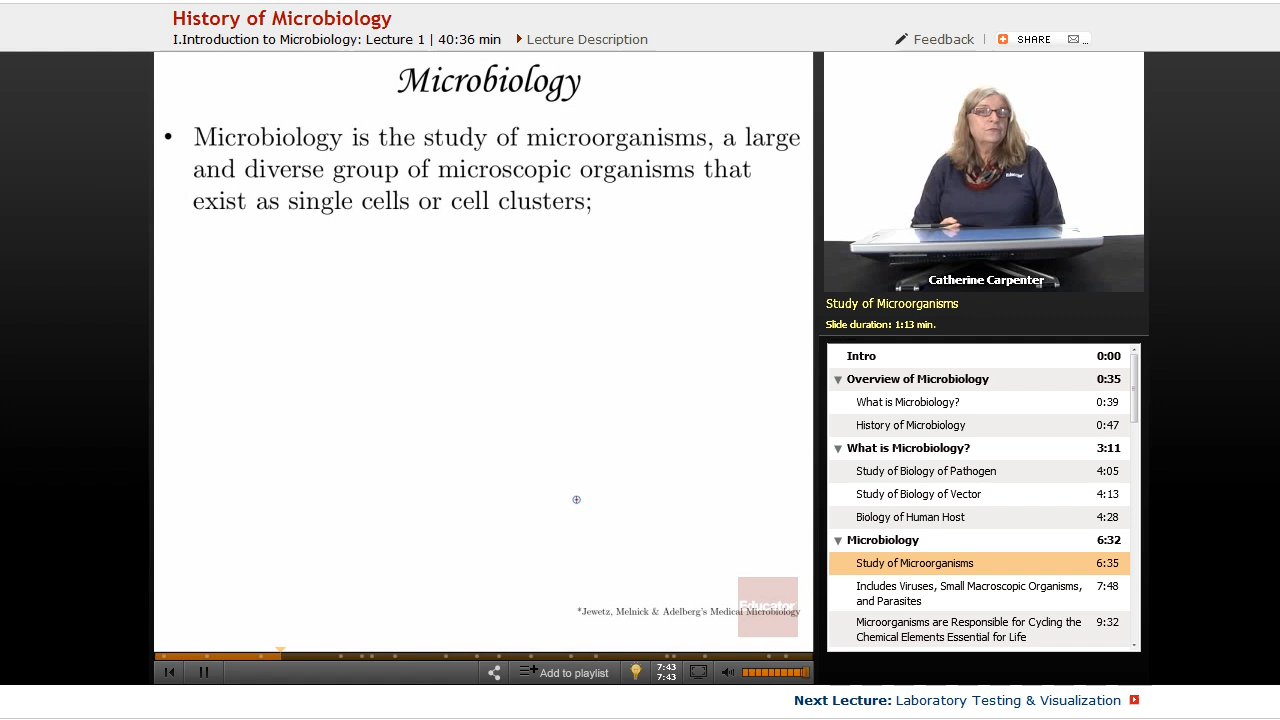 History of Microbiology
I.Introduction to Microbiology: Lecture 1 | 40:36 min
Lecture Description
Feedback
SHARE
...
Microbiology
• Microbiology is the study of microorganisms, a large
and diverse group of microscopic organisms that
exist as single cells or cell clusters;
Educator
*Jewetz, Melnick & Adelberg's Medical Microbiology
Educator
Catherine Carpenter
Study of Microorganisms
Slide duration: 1:13 min.
Intro 0:00
Overview of Microbiology 0:35
What is Microbiology? 0:39
History of Microbiology 0:47
What is Microbiology? 3:11
Study of Biology of Pathogen 4:05
Study of Biology of Vector 4:13
Biology of Human Host 4:28
Microbiology 6:32
Study of Microorganisms 6:35
Includes Viruses, Small Macroscopic Organisms, 7:48
and Parasites
Microorganisms are Responsible for Cycling the 9:32
Chemical Elements Essential for Life
Add to playlist
7:43
7:43
Next Lecture: Laboratory Testing & Visualization